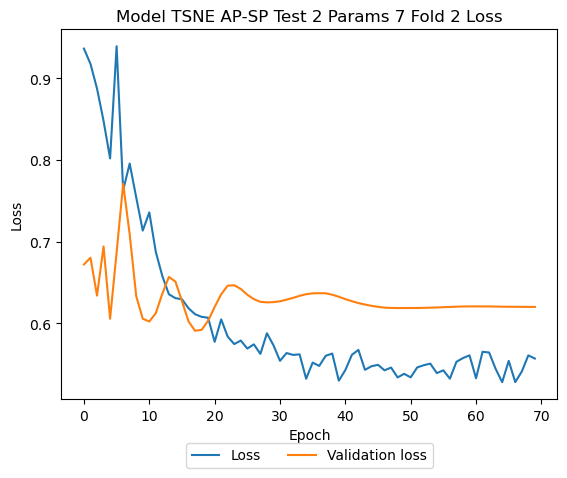 Model TSNE AP-SP Test 2 Params 7 Fold 2 Loss
0.9
0.8
0.7
0.6
Loss
0 10 20 30 40 50 60 70
Epoch
Loss Validation loss